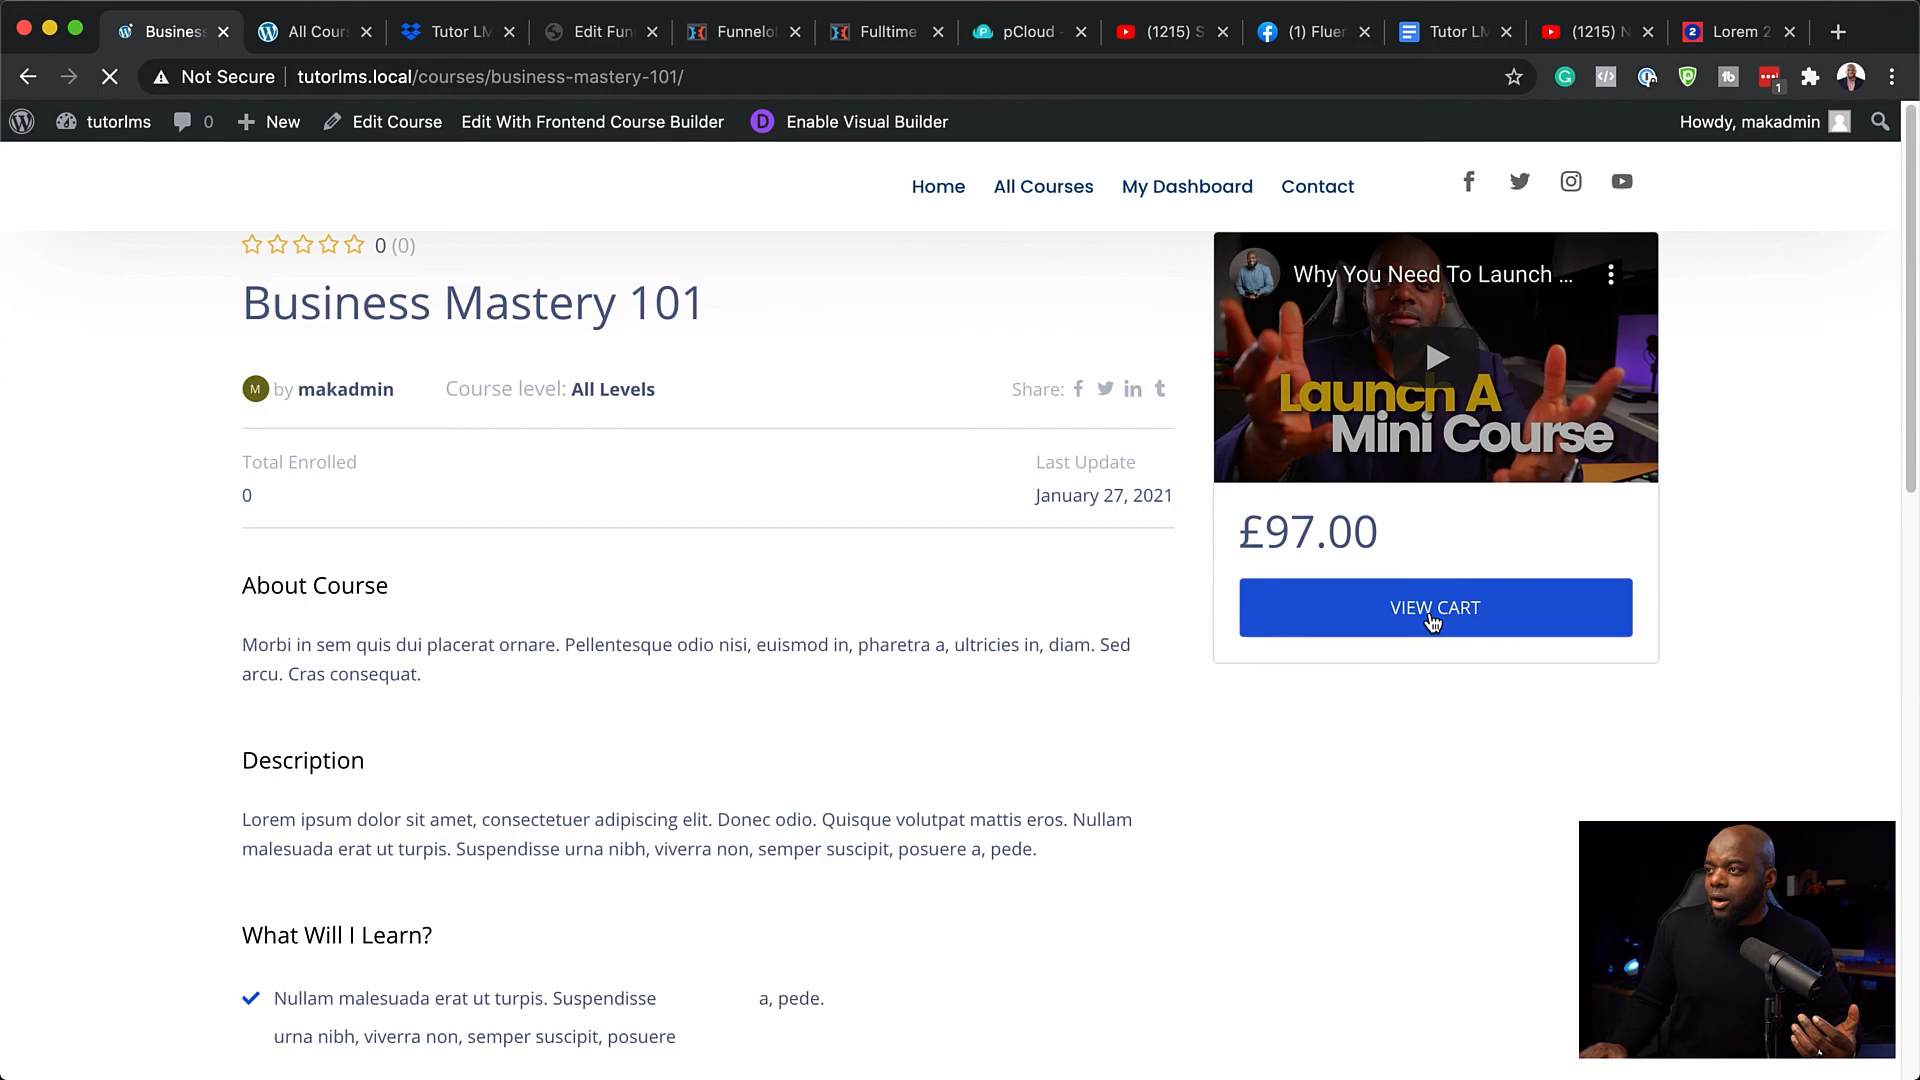 Business
All Cour
Tutor LM
Edit Fun
Funnelol
Fulltime
pCloud -
(1215) S
(1) Fluer
Tutor LM
(1215) N
Lorem 2
Not Secure
tutorlms.local/courses/business-mastery-101/
1
tutorlms
0
New
Edit Course
Edit With Frontend Course Builder
D
Enable Visual Builder
Howdy, makadmin
Home
All Courses
My Dashboard
Contact
0 (0)
Business Mastery 101
M
by makadmin
Course level: All Levels
Share:
Total Enrolled
0
Last Update
January 27, 2021
About Course
Morbi in sem quis dui placerat ornare. Pellentesque odio nisi, euismod in, pharetra a, ultricies in, diam. Sed
arcu. Cras consequat.
Description
Lorem ipsum dolor sit amet, consectetuer adipiscing elit. Donec odio. Quisque volutpat mattis eros. Nullam
malesuada erat ut turpis. Suspendisse urna nibh, viverra non, semper suscipit, posuere a, pede.
What Will I Learn?
Nullam malesuada erat ut turpis. Suspendisse
urna nibh, viverra non, semper suscipit, posuere
a, pede.
Why You Need To Launch ...
Launch A
Mini Course
£97.00
VIEW CART